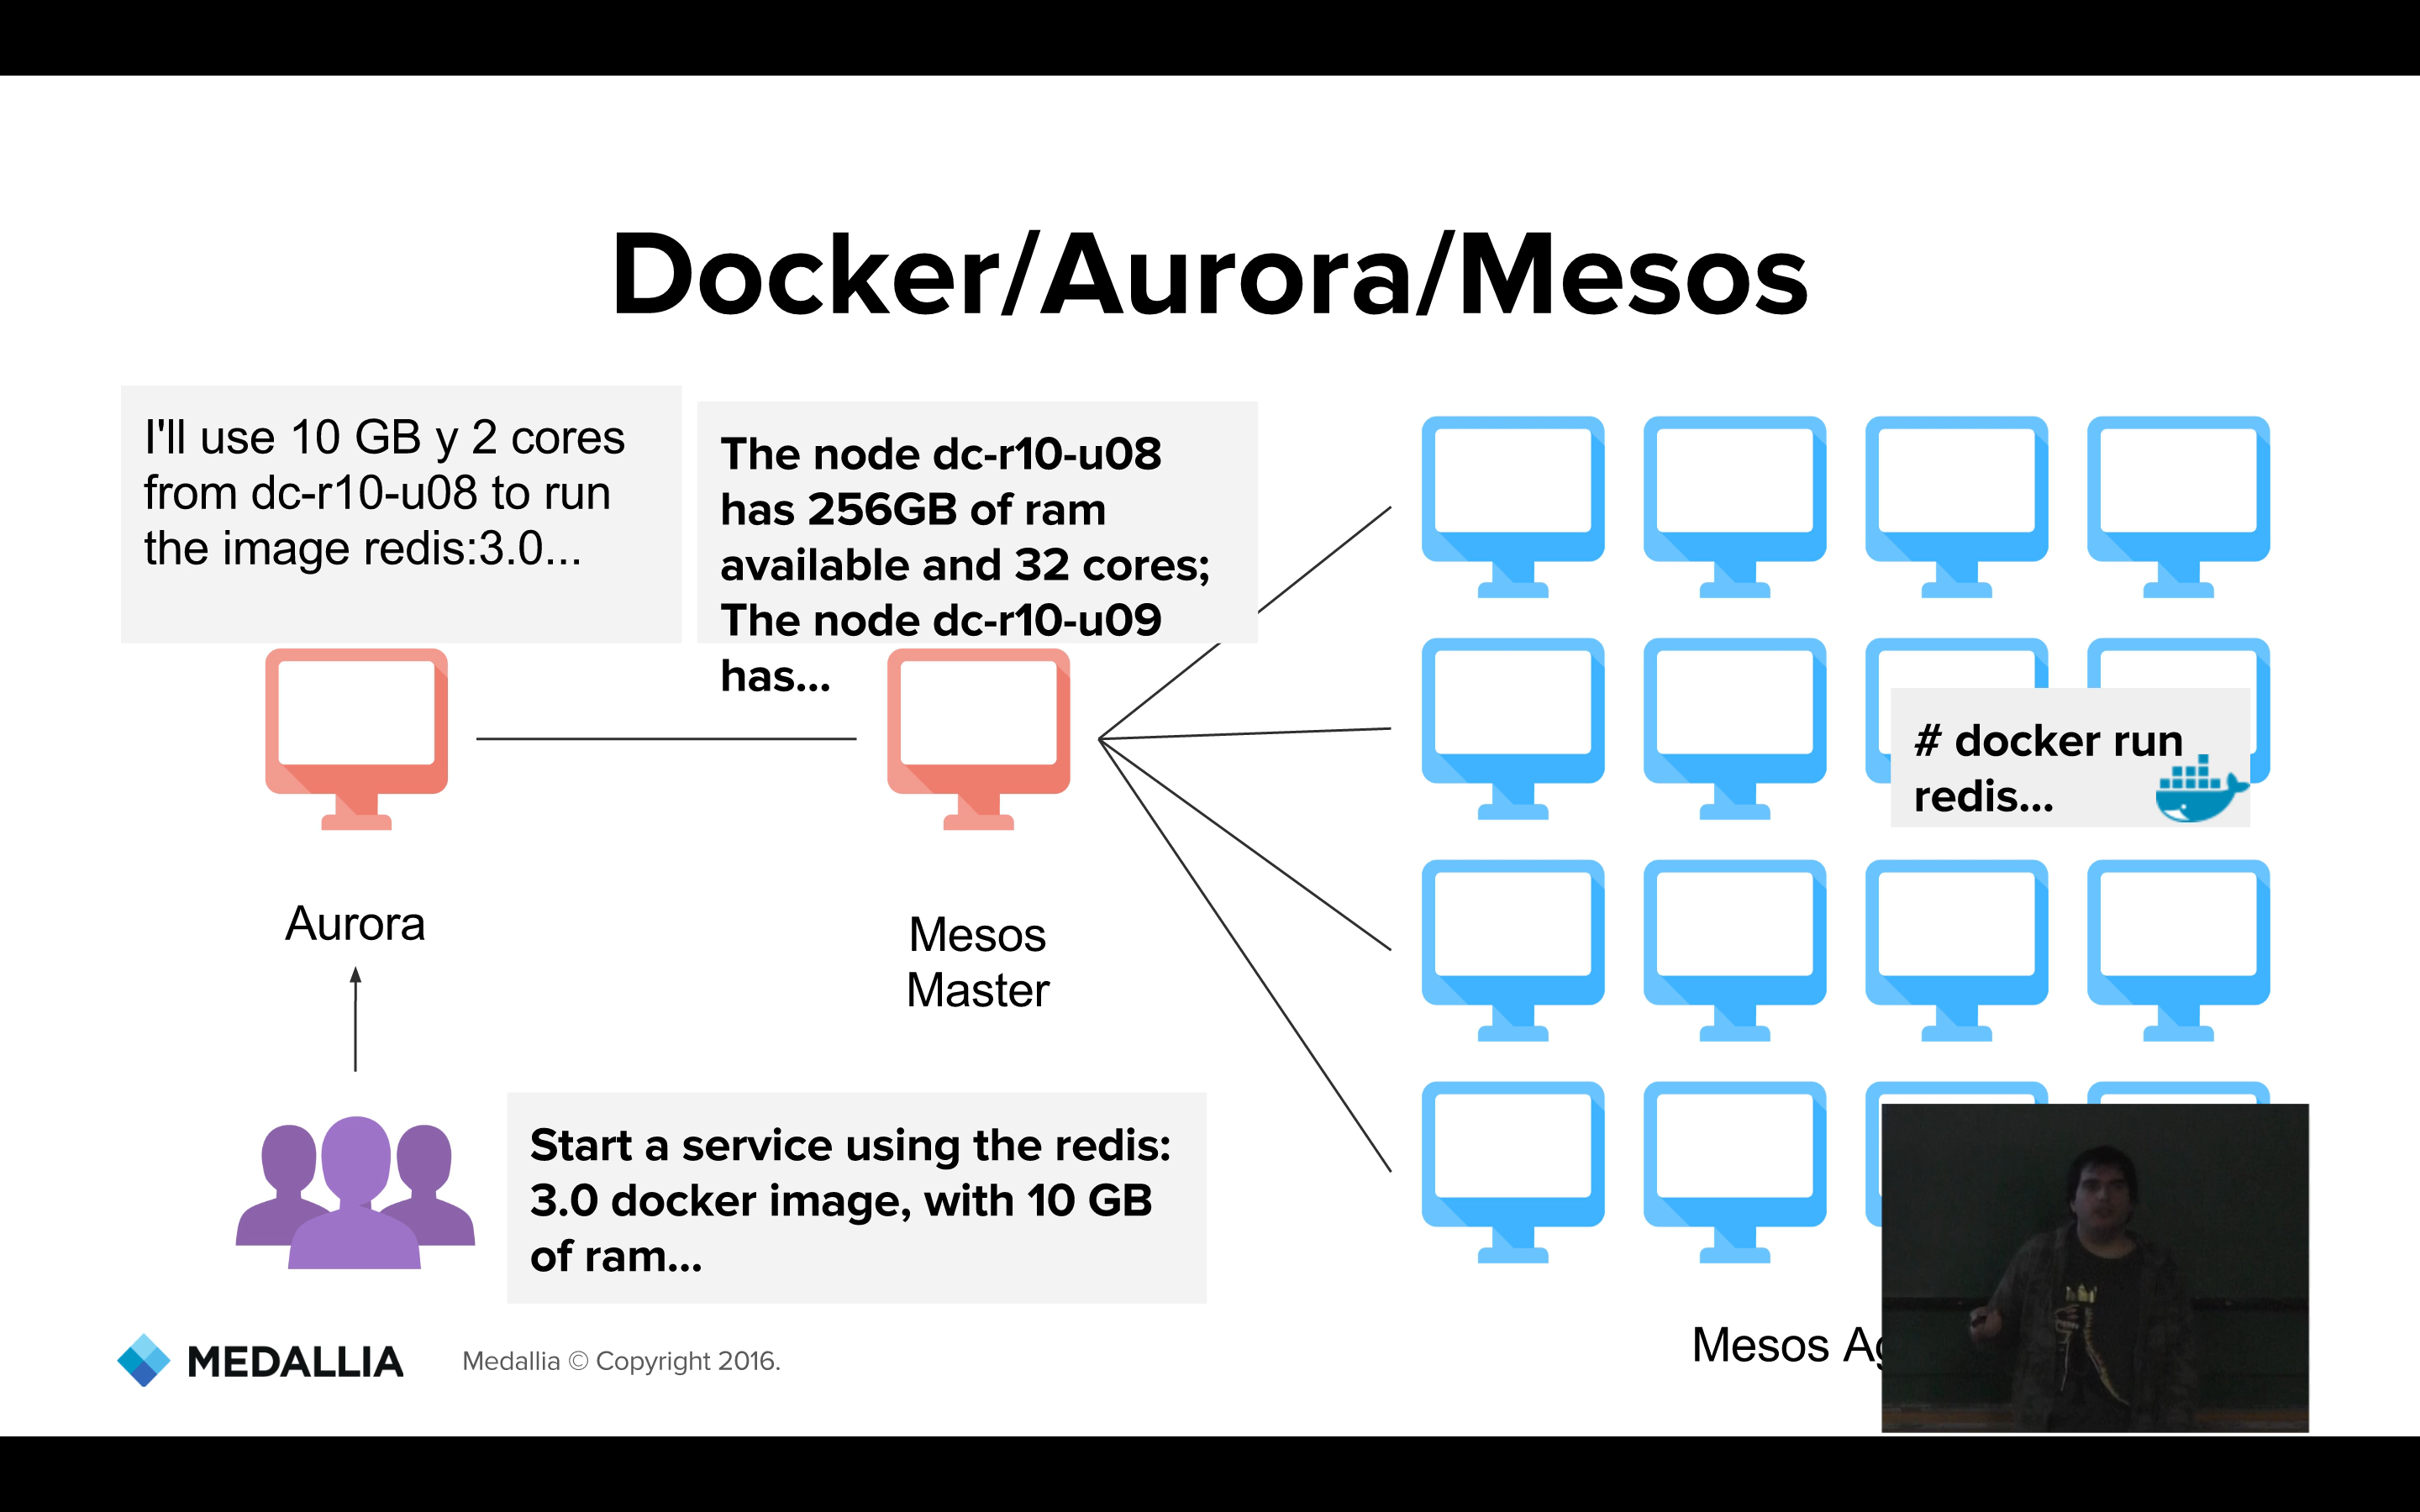 Docker/Aurora/Mesos
I'll use 10 GB y 2 cores
from dc-r10-u08 to run
the image redis:3.0...
The node dc-r10-u08
has 256GB of ram
available and 32 cores;
The node dc-r10-u09
has...
# docker run
redis...
Aurora
Mesos
Master
Start a service using the redis:
3.0 docker image, with 10 GB
of ram...
Mesos
MEDALLIA
Medallia © Copyright 2016.